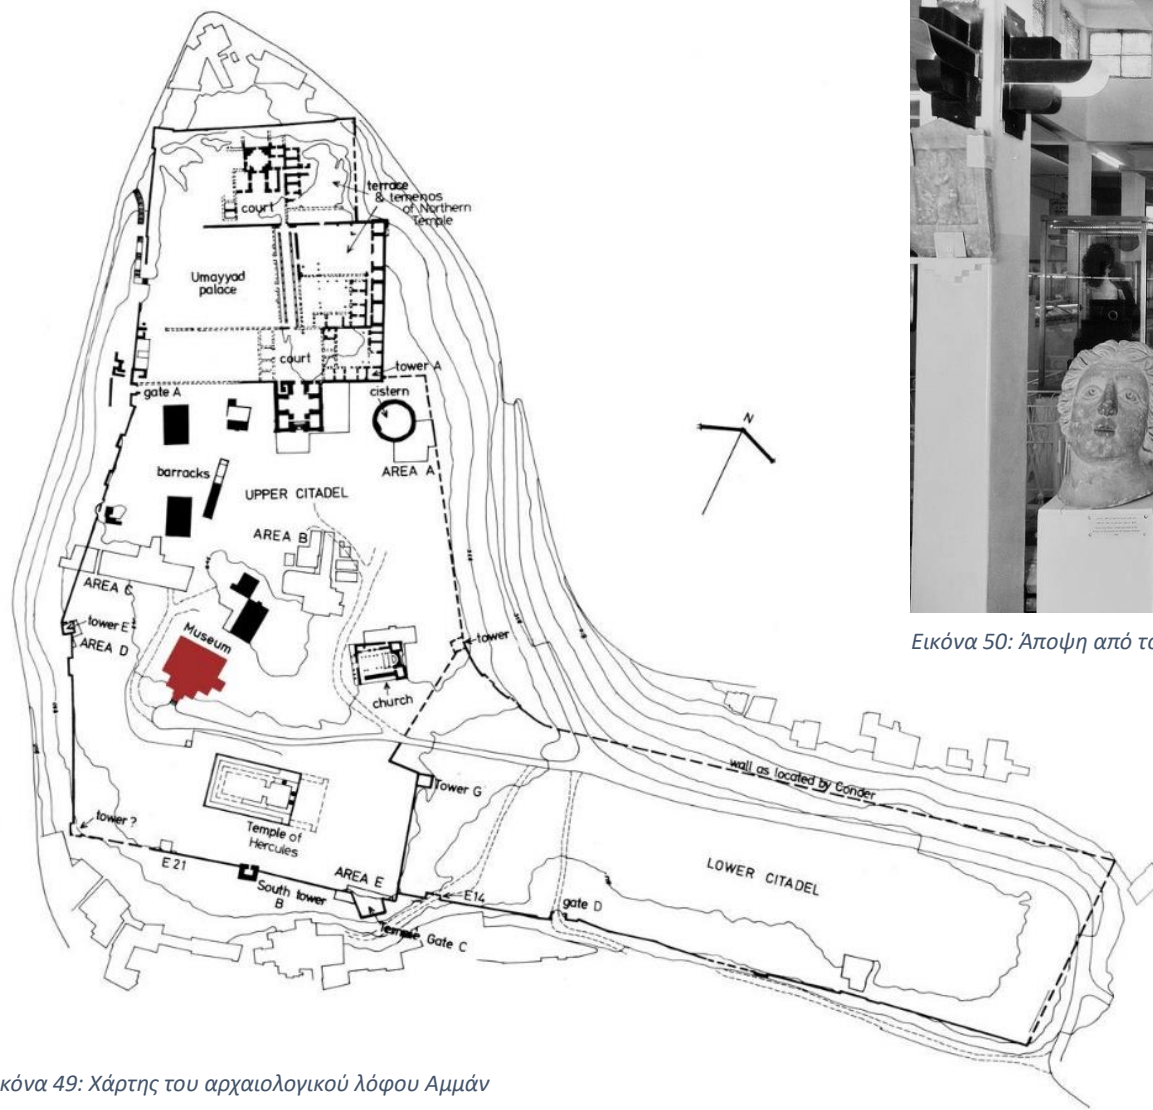 terrace
& temenos
of Northern
Temple
court
Umayyad
palace
court
tower A
gate A
cistern
AREA A
barracks
UPPER CITADEL
AREA B
AREA C
tower E
AREA D
Museum
tower
church
N
wall as located by Conder
Tower G
tower ?
Temple of
Hercules
E 21
AREA E
South tower
B
E14
gate D
LOWER CITADEL
Temple Gate C
Εικόνα 50: Άποψη από
κόνα 49: Χάρτης του αρχαιολογικού λόφου Αμμάν